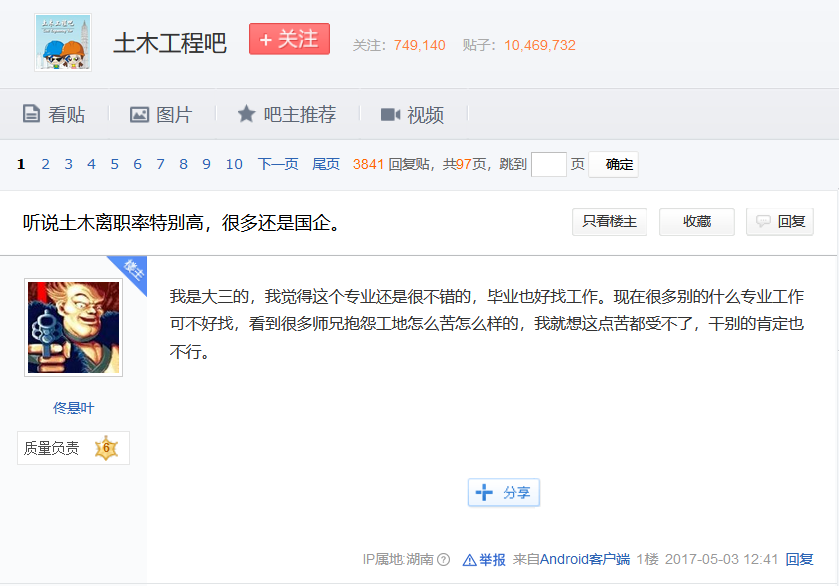 土木工程吧
土木工程吧
+ 关注
关注：749,140 贴子：10,469,732
看贴 图片 吧主推荐 视频
1 2 3 4 5 6 7 8 9 10 下一页 尾页 3841 回复贴，共97页，跳到 页 确定
听说土木离职率特别高，很多还是国企。
只看楼主 收藏 回复
楼主
我是大三的，我觉得这个专业还是很不错的，毕业也好找工作。现在很多别的什么专业工作
可不好找，看到很多师兄抱怨工地怎么苦怎么样的，我就想这点苦都受不了，干别的肯定也
不行。
佟悬叶
质量负责 6
分享
IP属地:湖南 举报 来自Android客户端 1楼 2017-05-03 12:41 回复